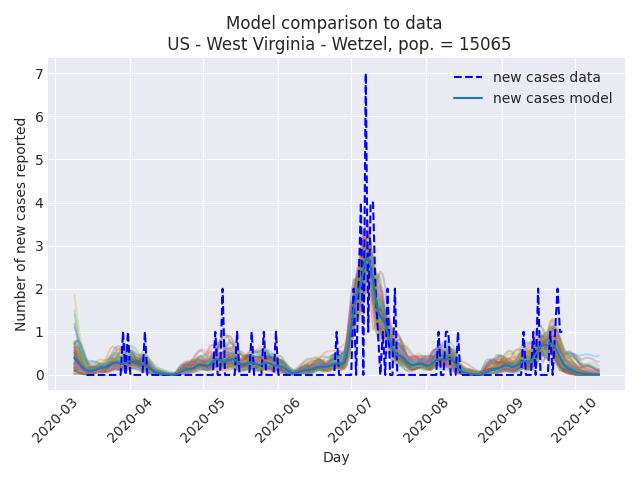 Model comparison to data
US - West Virginia - Wetzel, pop. = 15065
new cases data
new cases model
Number of new cases reported
7
6
5
4
3
2
1
0
2020-03
2020-04
2020-05
2020-06
2020-07
2020-08
2020-09
2020-10
Day